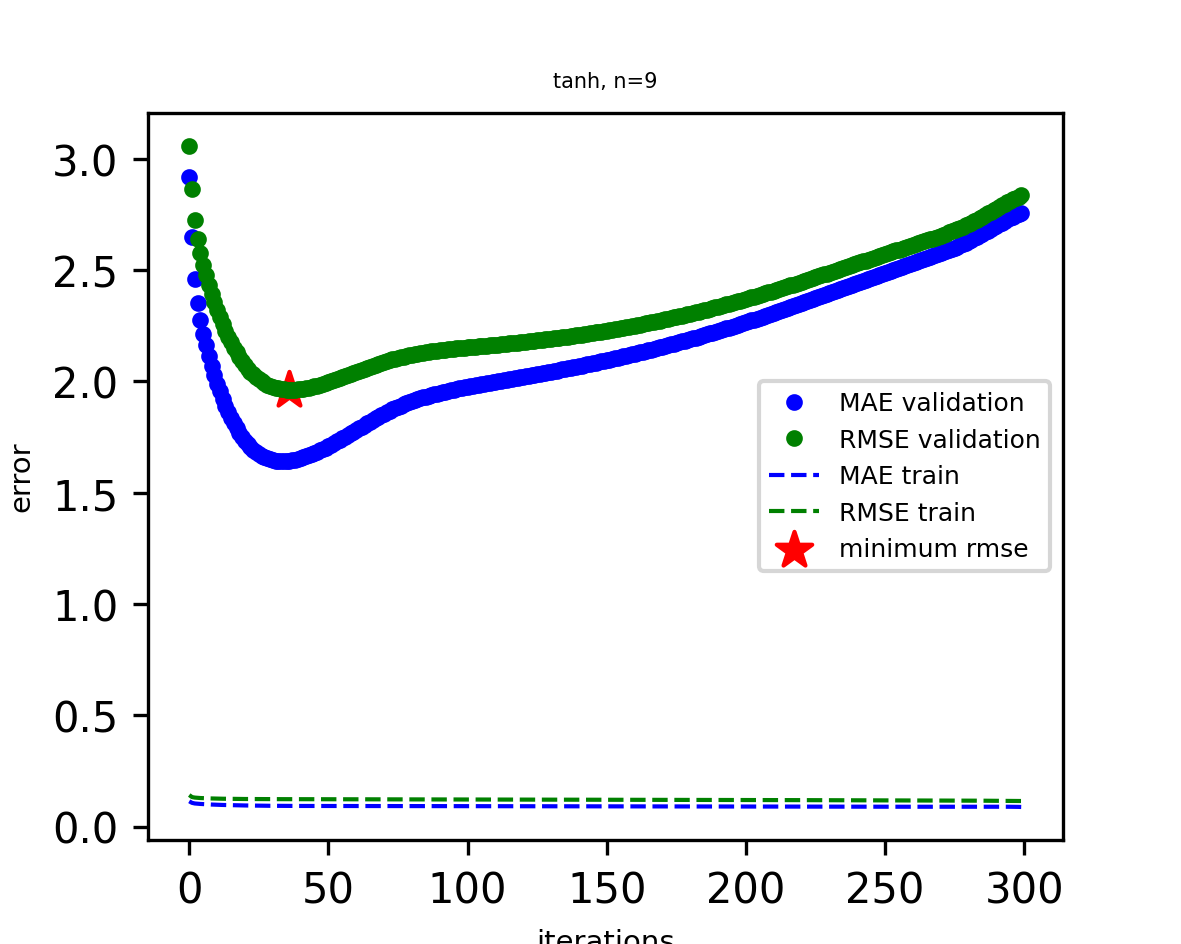 tanh, n=9
3.0
2.5
2.0
1.5
1.0
0.5
0.0
error
MAE validation
RMSE validation
MAE train
RMSE train
minimum rmse
0 50 100 150 200 250 300
iterations